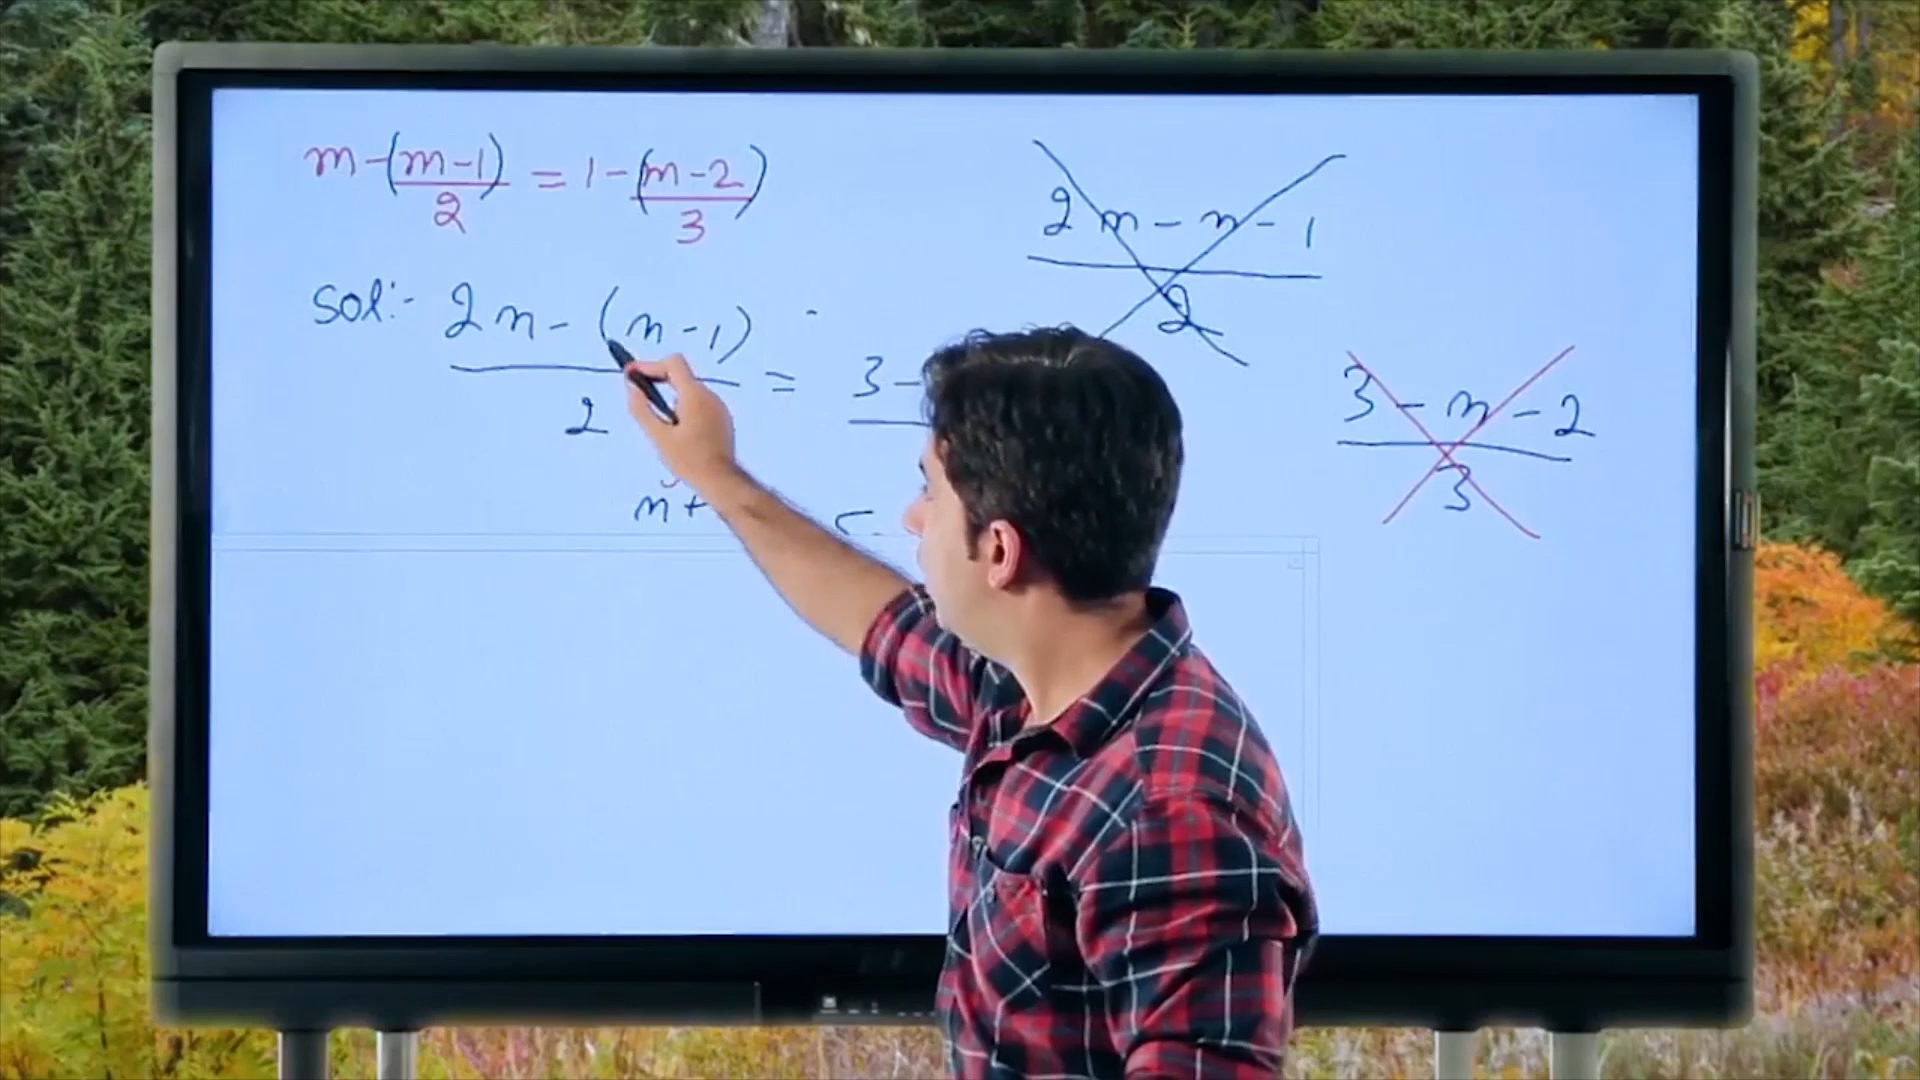 m-(m-1)/2 = 1-(m-2)/3
2m-m-1
2
Sol:- 2m-(m-1)/2 = 3-
3-m-2
3
m+